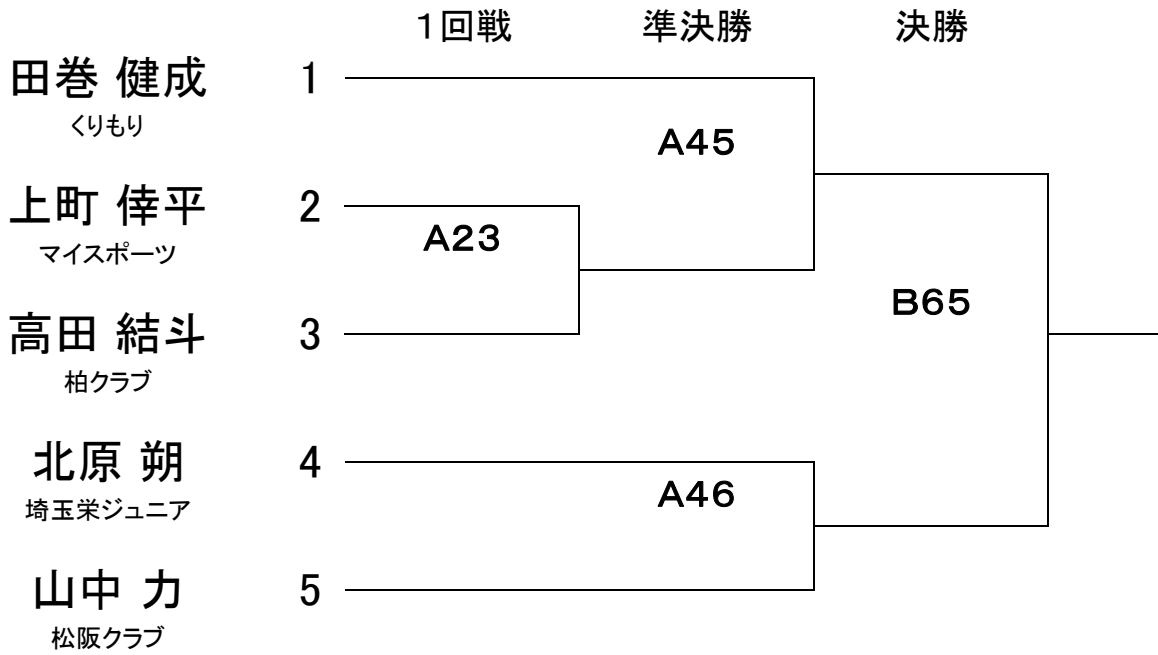 1回戦 準決勝 決勝
田巻 健成 1
くりもり
A45
上町 倖平 2
A23
マイスポーツ
B65
高田 結斗 3
柏クラブ
北原 朔 4
A46
埼玉栄ジュニア
山中 力 5
松阪クラブ